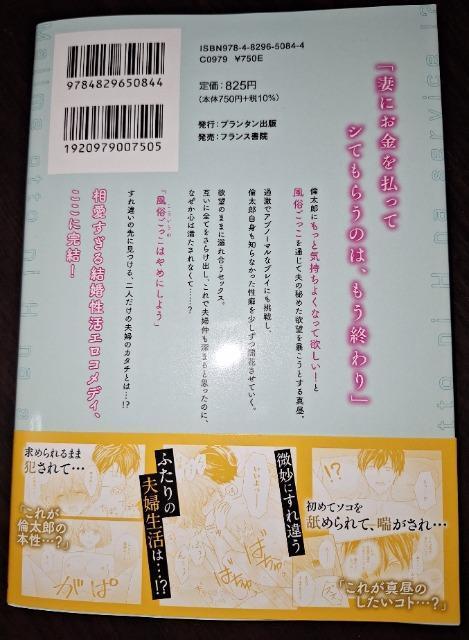 ISBN978-4-8296-5084-4
C0979 ¥750E
9784829650844
定価：825円
(本体750円+税10%)
発行：プランタン出版
発売：フランス書院
1920979007505
「妻にお金を払って
シてもらうのは、もう終わり」
倫太郎にもっと気持ちよくなって欲しい！と
風俗ごっこを通じて夫の秘めた欲望を暴こうとする真昼。
過激でアブノーマルなプレイにも挑戦し、
倫太郎自身も知らなかった性癖を少しずつ開花させていく。
欲望のままに溺れ合うセックス。
互いに全てをさらけ出し、これで夫婦仲も深まると思ったのに、
なぜか心は満たされなくて……？
「風俗ごっこはやめにしよう」
すれ違いの先に見つける、二人だけの夫婦のカタチとは…!?
相愛すぎる結婚性活エロコメディ、
ここに完結！
!?
初めてソコを
舐められて、喘がされ…
「これが真昼の
したいコト…？」
微妙にすれ違う
ふたりの
夫婦生活は…!?
求められるまま
犯されて…
「これが
倫太郎の
本性…？」
がぱっ